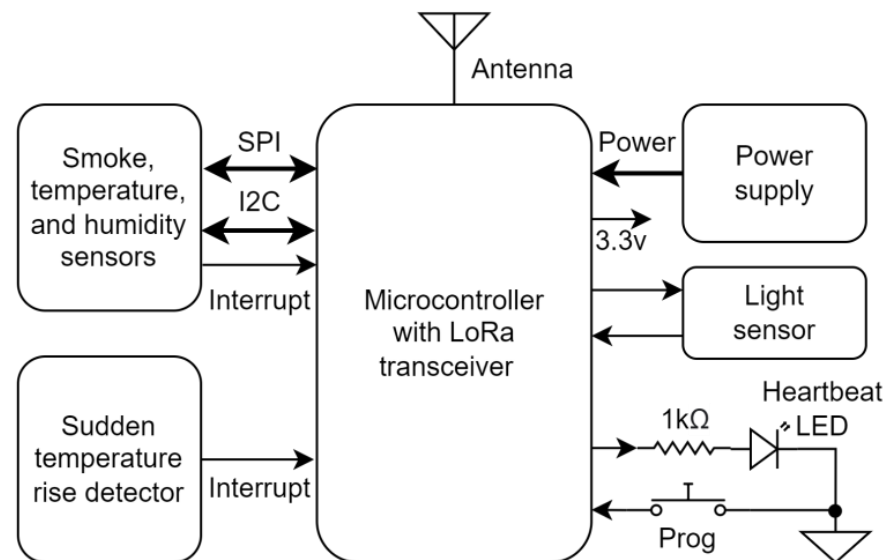 Antenna
Smoke,
temperature,
and humidity
sensors
SPI
I2C
Interrupt
Sudden
temperature
rise detector
Interrupt
Microcontroller
with LoRa
transceiver
Power
3.3v
Power
supply
Light
sensor
1kΩ
Heartbeat
LED
Prog